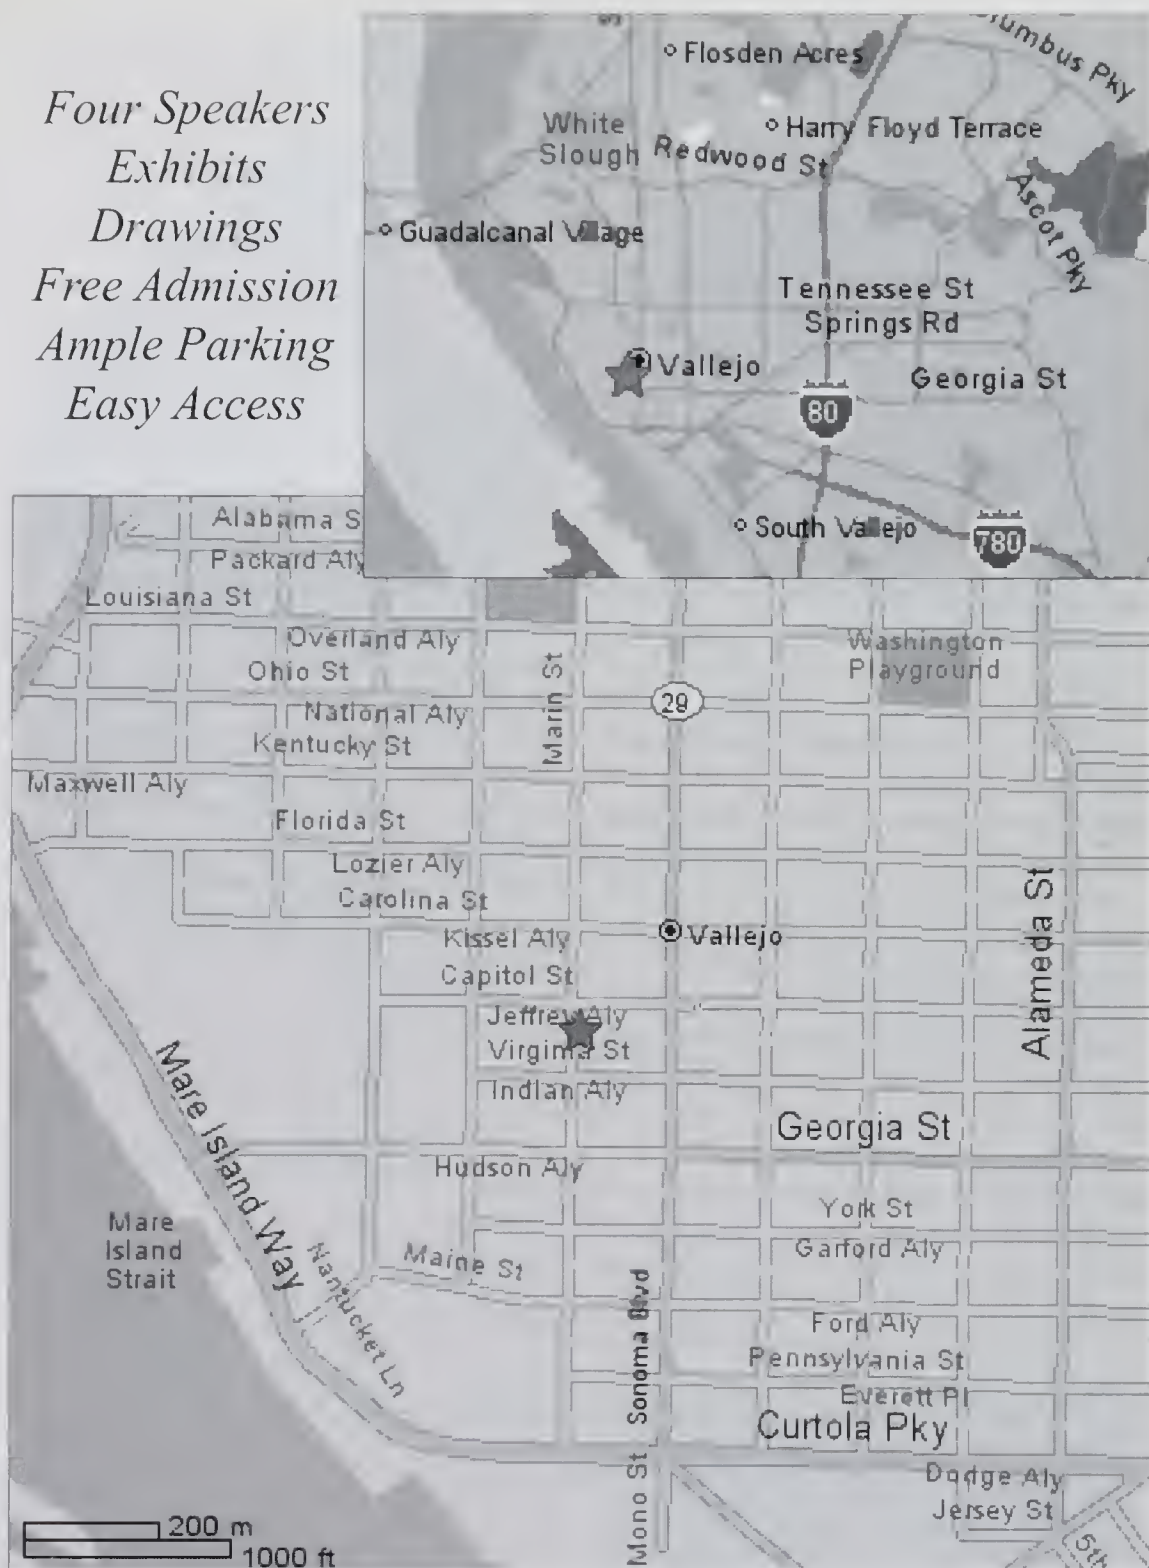 Four Speakers
Exhibits
Drawings
Free Admission
Ample Parking
Easy Access
Flosden Acres
Pky
White
Slough
Harry Floyd Terrace
Redwood St
Ascot Pky
Guadalcanal
Tennessee St
Springs Rd
Vallejo
Georgia St
80
South
780
Alabama S
Packard Aly
Louisiana St
Overland Aly
Ohio St
Marin St
Washington
Playground
29
National Aly
Kentucky St
Maxwell Aly
Florida St
Lozier Aly
Carolina St
Kissel Aly
Vallejo
Capitol St
Alameda St
Jeffrey Aly
Virginia St
Indian Aly
Georgia St
Mare Island Way
Hudson Aly
York St
Mare
Island
Strait
Garford Aly
Maine St
Nantucket Ln
Sonoma Blvd
Ford Aly
Pennsylvania St
Everett Pl
Curtola Pky
Mono St
Dodge Aly
Jersey St
5th
200 m
1000 ft